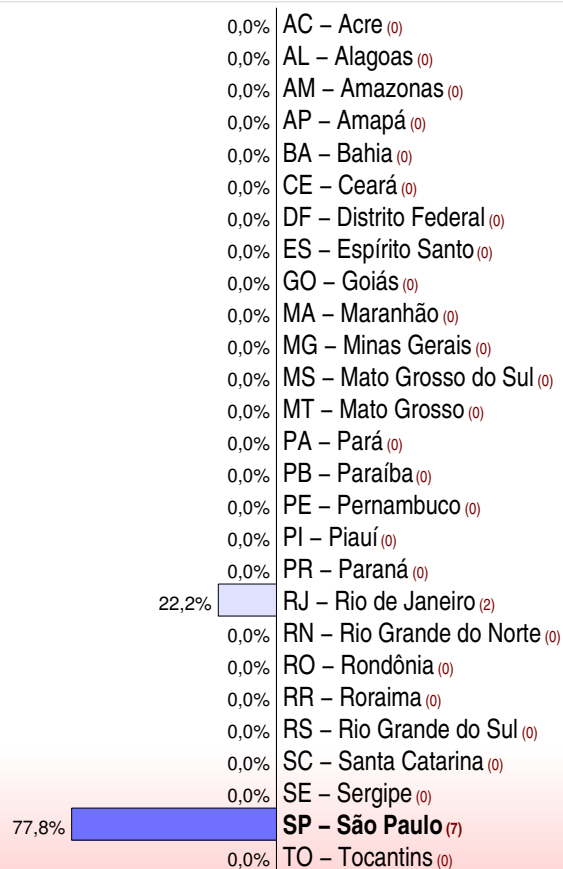 0,0% AC – Acre (0)
0,0% AL – Alagoas (0)
0,0% AM – Amazonas (0)
0,0% AP – Amapá (0)
0,0% BA – Bahia (0)
0,0% CE – Ceará (0)
0,0% DF – Distrito Federal (0)
0,0% ES – Espírito Santo (0)
0,0% GO – Goiás (0)
0,0% MA – Maranhão (0)
0,0% MG – Minas Gerais (0)
0,0% MS – Mato Grosso do Sul (0)
0,0% MT – Mato Grosso (0)
0,0% PA – Pará (0)
0,0% PB – Paraíba (0)
0,0% PE – Pernambuco (0)
0,0% PI – Piauí (0)
0,0% PR – Paraná (0)
22,2% RJ – Rio de Janeiro (2)
0,0% RN – Rio Grande do Norte (0)
0,0% RO – Rondônia (0)
0,0% RR – Roraima (0)
0,0% RS – Rio Grande do Sul (0)
0,0% SC – Santa Catarina (0)
0,0% SE – Sergipe (0)
77,8% SP – São Paulo (7)
0,0% TO – Tocantins (0)